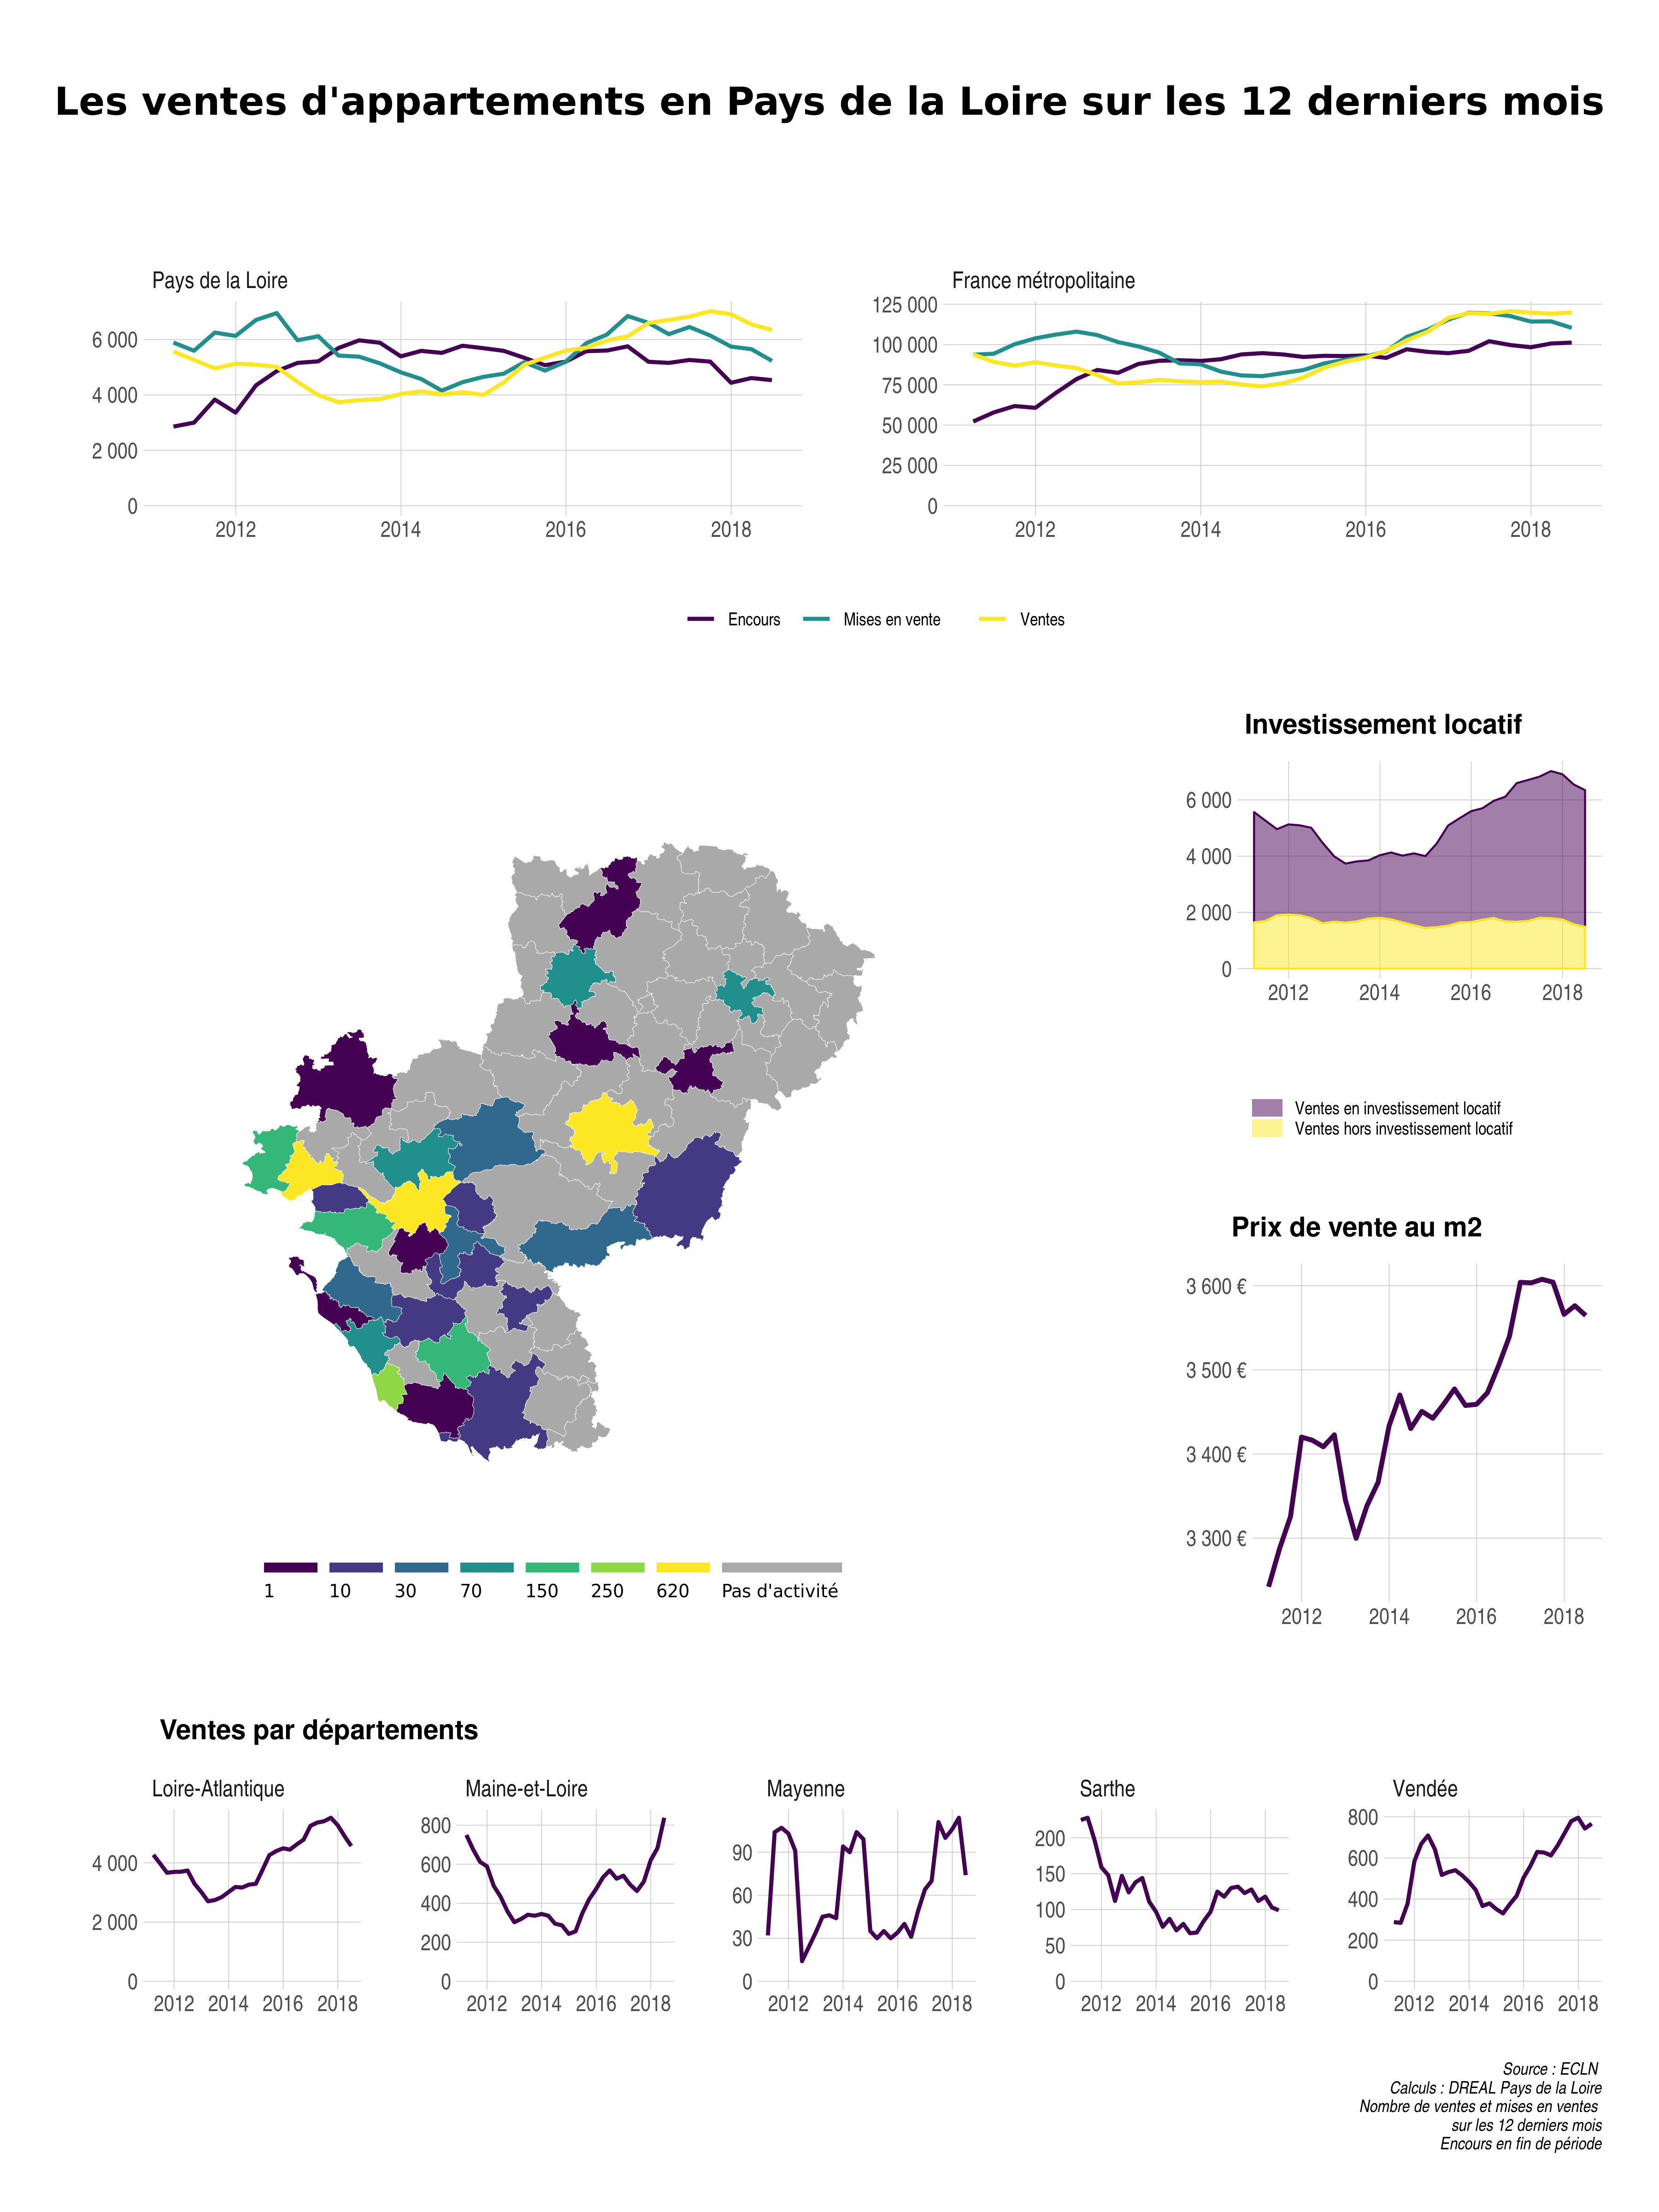 Les ventes d'appartements en Pays de la Loire sur les 12 derniers mois
Pays de la Loire
6 000
4 000
2 000
0
2012 2014 2016 2018
France métropolitaine
125 000
100 000
75 000
50 000
25 000
0
2012 2014 2016 2018
Encours Mises en vente Ventes
Investissement locatif
6 000
4 000
2 000
0
2012 2014 2016 2018
Ventes en investissement locatif
Ventes hors investissement locatif
Prix de vente au m2
3 600 €
3 500 €
3 400 €
3 300 €
2012 2014 2016 2018
1 10 30 70 150 250 620 Pas d'activité
Ventes par départements
Loire-Atlantique
4 000
2 000
0
2012 2014 2016 2018
Maine-et-Loire
800
600
400
200
0
2012 2014 2016 2018
Mayenne
90
60
30
0
2012 2014 2016 2018
Sarthe
200
150
100
50
0
2012 2014 2016 2018
Vendée
800
600
400
200
0
2012 2014 2016 2018
Source : ECLN
Calculs : DREAL Pays de la Loire
Nombre de ventes et mises en ventes
sur les 12 derniers mois
Encours en fin de période